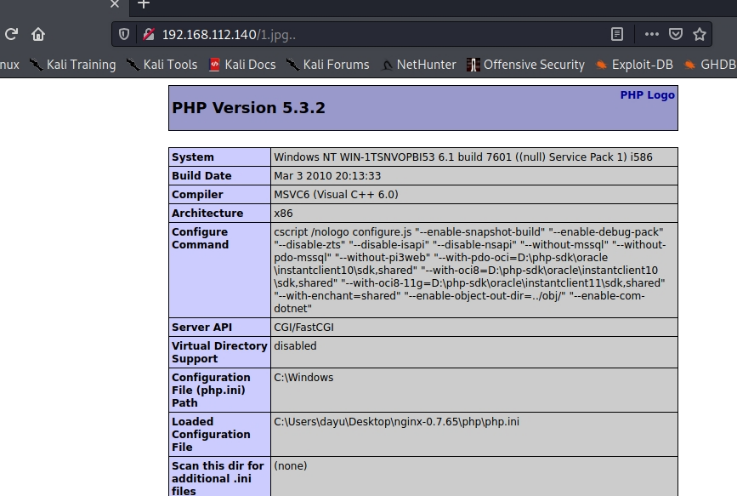 192.168.112.140/1.jpg..
nux Kali Training Kali Tools Kali Docs Kali Forums NetHunter Offensive Security Exploit-DB GHDB
PHP Logo
PHP Version 5.3.2
System Windows NT WIN-1TSNVOPBI53 6.1 build 7601 ((null) Service Pack 1) i586
Build Date Mar 3 2010 20:13:33
Compiler MSVC6 (Visual C++ 6.0)
Architecture x86
Configure
Command
cscript /nologo configure.js "--enable-snapshot-build" "--enable-debug-pack"
"--disable-zts" "--disable-isapi" "--disable-nsapi" "--without-mssql" "--without-
pdo-mssql" "--without-pi3web" "--with-pdo-oci=D:\php-sdk\oracle
\instantclient10\sdk,shared" "--with-oci8=D:\php-sdk\oracle\instantclient10
\sdk,shared" "--with-oci8-11g=D:\php-sdk\oracle\instantclient11\sdk,shared"
"--with-enchant=shared" "--enable-object-out-dir=../obj/" "--enable-com-
dotnet"
Server API CGI/FastCGI
Virtual Directory
Support
disabled
Configuration
File (php.ini)
Path
C:\Windows
Loaded
Configuration
File
C:\Users\dayu\Desktop\nginx-0.7.65\php\php.ini
Scan this dir for
additional .ini
files
(none)